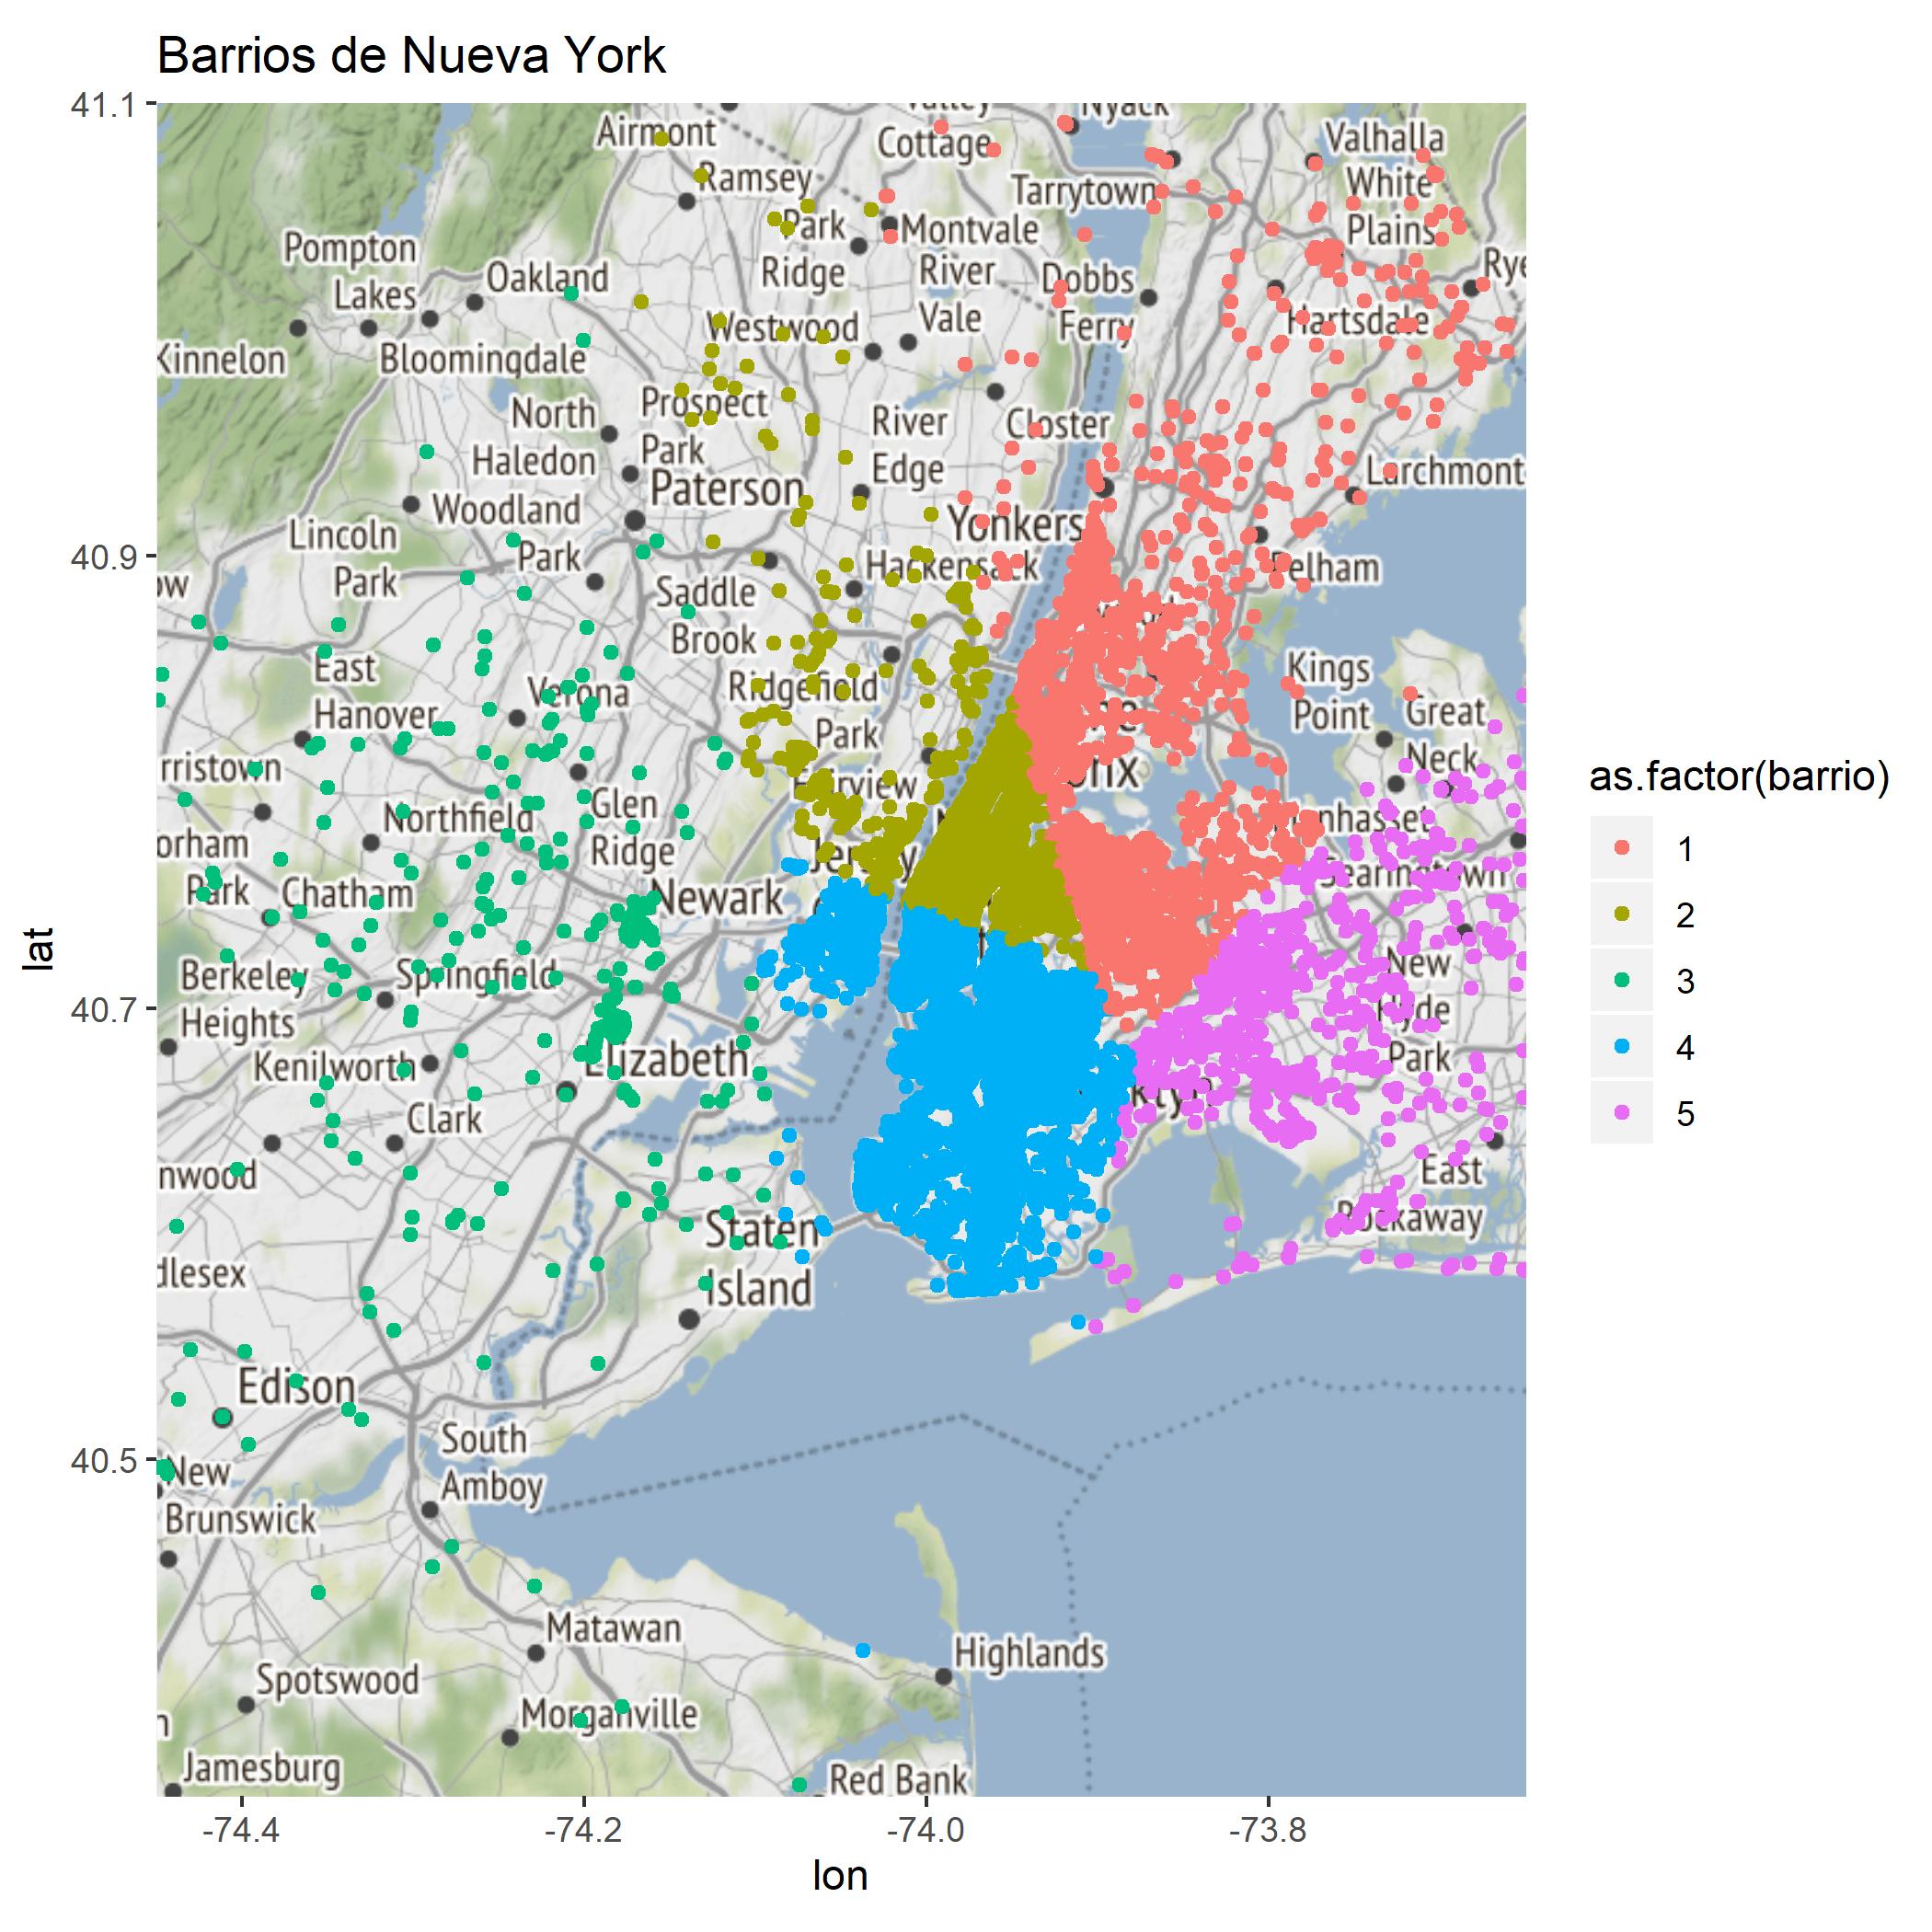 Barrios de Nueva York
41.1
40.9
40.7
40.5
lat
-74.4
-74.2
-74.0
-73.8
lon
as.factor(barrio)
1
2
3
4
5
Airmont
Cottage
Nyack
Valhalla
Ramsey
Tarrytown
White
Plains
Park
Ridge
Montvale
Pompton
Lakes
Oakland
River
Vale
Dobbs
Ferry
Rye
Westwood
Hartsdale
Kinnelon
Bloomingdale
North
Haledon
Prospect
Park
River
Edge
Closter
Larchmont
Paterson
Woodland
Park
Lincoln
Park
Yonkers
Hackensack
Pelham
ow
Saddle
Brook
East
Hanover
Verona
Ridgefield
Park
Kings
Point
Great
Neck
rristown
Fairview
onx
Northfield
Glen
Ridge
nhasset
orham
Park
Chatham
Newark
Jersey
Searingtown
Berkeley
Heights
Springfield
New
Hyde
Park
Kenilworth
Elizabeth
klyn
Clark
nwood
East
Rockaway
Staten
Island
dlesex
Edison
South
Amboy
New
Brunswick
Matawan
Highlands
Spotswood
Morganville
n
Jamesburg
Red Bank